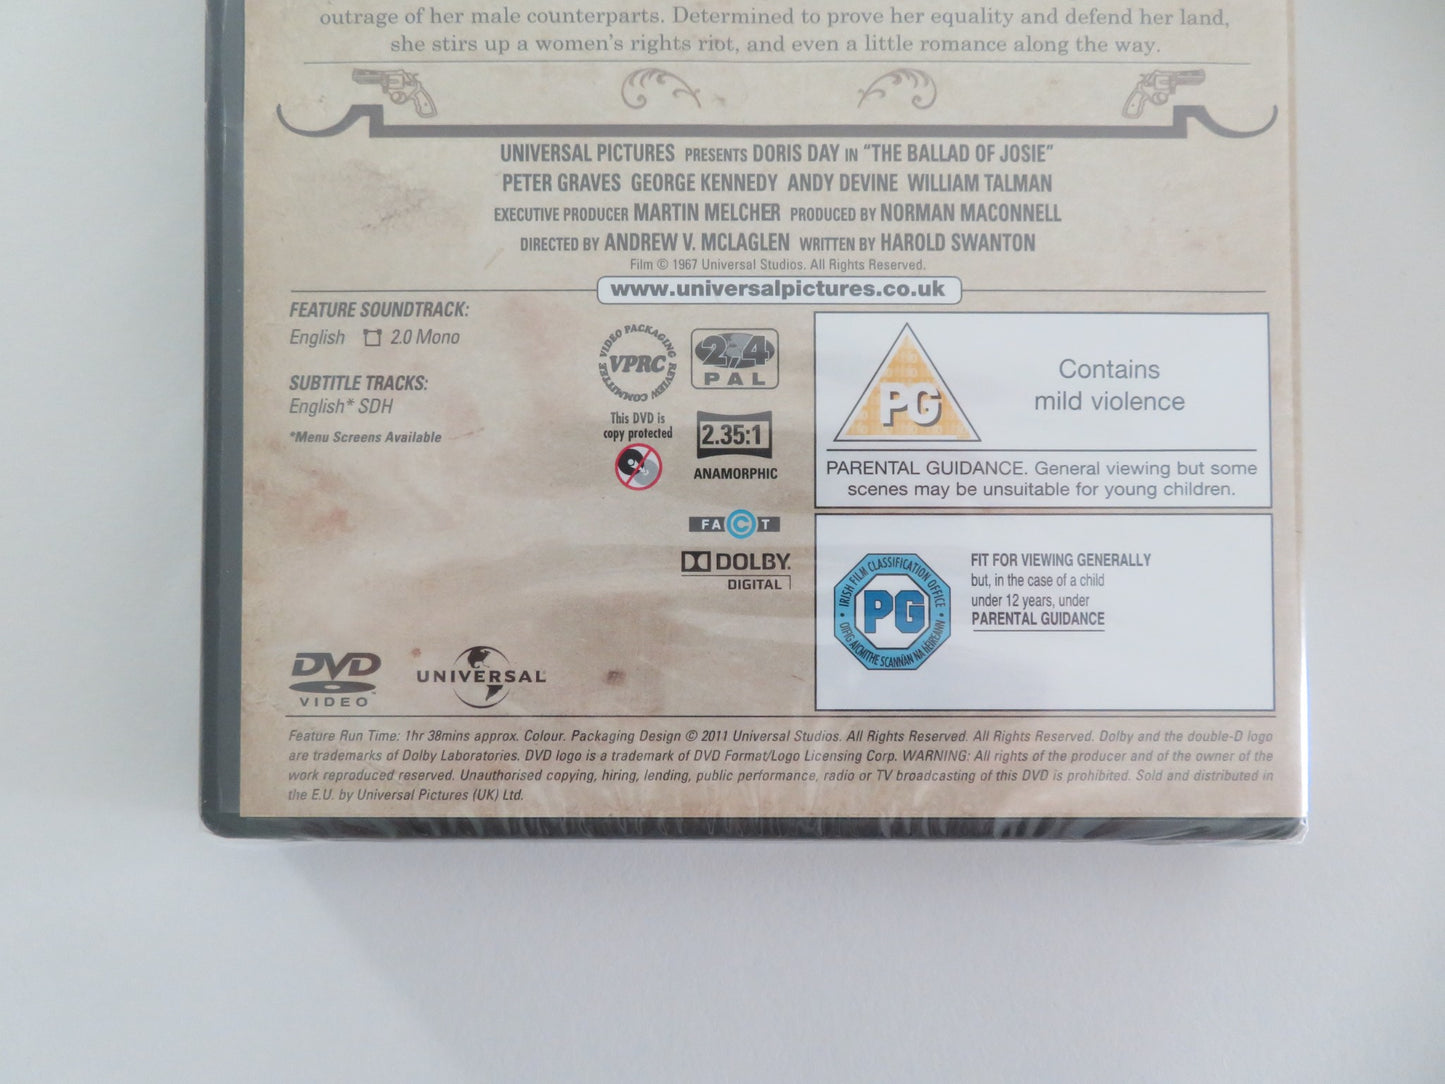 outrage of her male counterparts. Determined to prove her equality and defend her land,
she stirs up a women's rights riot, and even a little romance along the way.
UNIVERSAL PICTURES PRESENTS DORIS DAY IN "THE BALLAD OF JOSIE"
PETER GRAVES GEORGE KENNEDY ANDY DEVINE WILLIAM TALMAN
EXECUTIVE PRODUCER MARTIN MELCHER PRODUCED BY NORMAN MACONNELL
DIRECTED BY ANDREW V. MCLAGLEN WRITTEN BY HAROLD SWANTON
Film © 1967 Universal Studios. All Rights Reserved.
www.universalpictures.co.uk
FEATURE SOUNDTRACK:
English 2.0 Mono
SUBTITLE TRACKS:
English* SDH
*Menu Screens Available
VIDEO PACKAGING REVIEW COMMITTEE
VPRC
This DVD is
copy protected
2 4
PAL
2.35:1
ANAMORPHIC
FACT
DOLBY
DIGITAL
PG
Contains
mild violence
PARENTAL GUIDANCE. General viewing but some
scenes may be unsuitable for young children.
IRISH FILM CLASSIFICATION OFFICE
PG
OIFIG AICMITHE SCANNÁN NA hÉIREANN
FIT FOR VIEWING GENERALLY
but, in the case of a child
under 12 years, under
PARENTAL GUIDANCE
DVD
VIDEO
UNIVERSAL
Feature Run Time: 1hr 38mins approx. Colour. Packaging Design © 2011 Universal Studios. All Rights Reserved. All Rights Reserved. Dolby and the double-D logo
are trademarks of Dolby Laboratories. DVD logo is a trademark of DVD Format/Logo Licensing Corp. WARNING: All rights of the producer and of the owner of the
work reproduced reserved. Unauthorised copying, hiring, lending, public performance, radio or TV broadcasting of this DVD is prohibited. Sold and distributed in
the E.U. by Universal Pictures (UK) Ltd.